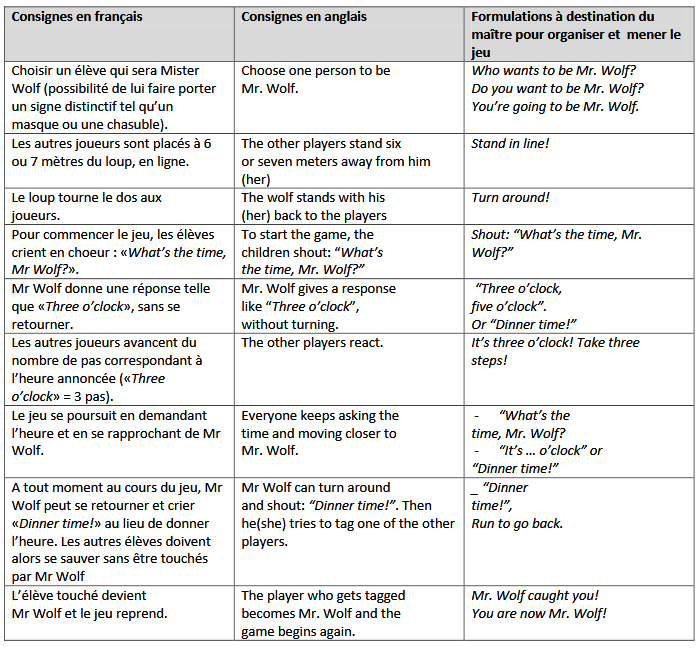 Consignes en français
Consignes en anglais
Formulations à destination du
maître pour organiser et mener le
jeu
Choisir un élève qui sera Mister
Wolf (possibilité de lui faire porter
un signe distinctif tel qu’un
masque ou une chasuble).
Choose one person to be
Mr. Wolf.
Who wants to be Mr. Wolf?
Do you want to be Mr. Wolf?
You’re going to be Mr. Wolf.
Les autres joueurs sont placés à 6
ou 7 mètres du loup, en ligne.
The other players stand six
or seven meters away from him
(her)
Stand in line!
Le loup tourne le dos aux
joueurs.
The wolf stands with his
(her) back to the players
Turn around!
Pour commencer le jeu, les élèves
crient en choeur : «What’s the time,
Mr Wolf?».
To start the game, the
children shout: “What’s
the time, Mr. Wolf?”
Shout: “What’s the time, Mr.
Wolf?”
Mr Wolf donne une réponse telle
que «Three o’clock», sans se
retourner.
Mr. Wolf gives a response
like “Three o’clock”,
without turning.
“Three o’clock,
five o’clock”.
Or “Dinner time!”
Les autres joueurs avancent du
nombre de pas correspondant à
l’heure annoncée («Three
o’clock» = 3 pas).
The other players react.
It’s three o’clock! Take three
steps!
Le jeu se poursuit en demandant
l’heure et en se rapprochant de Mr
Wolf.
Everyone keeps asking the
time and moving closer to
Mr. Wolf.
- “What’s the
time, Mr. Wolf?
- “It’s … o’clock” or
“Dinner time!”
A tout moment au cours du jeu, Mr
Wolf peut se retourner et crier
«Dinner time!» au lieu de donner
l’heure. Les autres élèves doivent
alors se sauver sans être touchés
par Mr Wolf
Mr Wolf can turn around
and shout: “Dinner time!”. Then
he(she) tries to tag one of the other
players.
_ “Dinner
time!”,
Run to go back.
L’élève touché devient
Mr Wolf et le jeu reprend.
The player who gets tagged
becomes Mr. Wolf and the
game begins again.
Mr. Wolf caught you!
You are now Mr. Wolf!